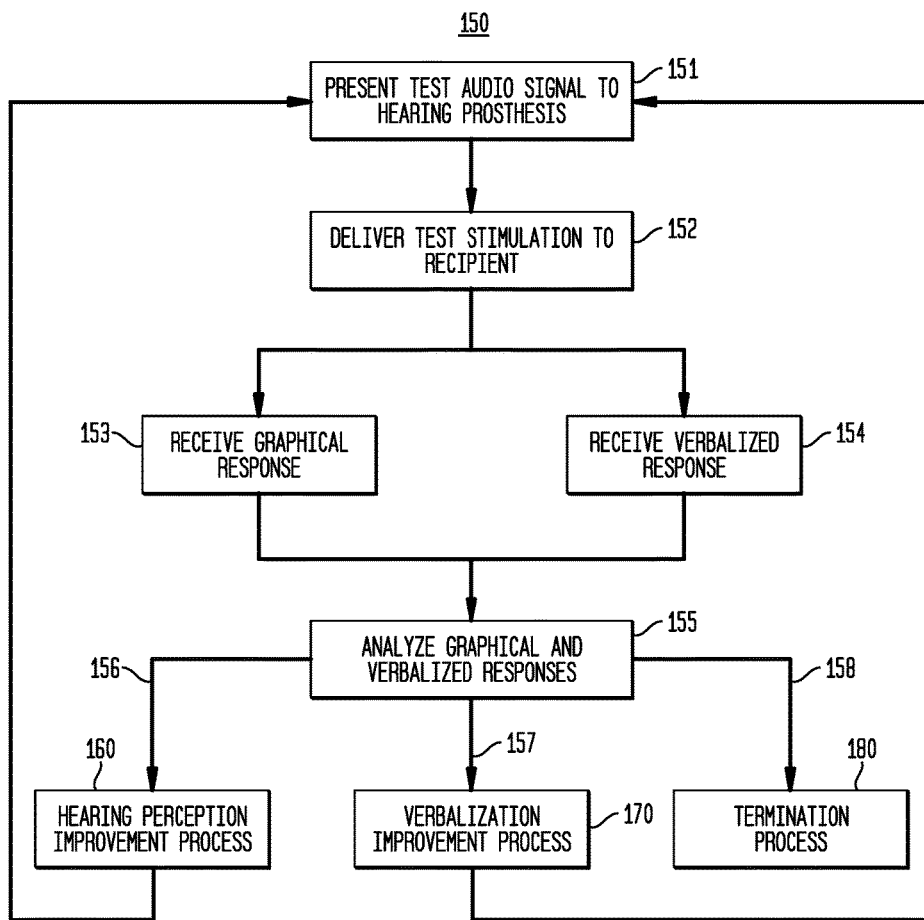 150
PRESENT TEST AUDIO SIGNAL TO
HEARING PROSTHESIS
151
DELIVER TEST STIMULATION TO
RECIPIENT
152
153
RECEIVE GRAPHICAL
RESPONSE
RECEIVE VERBALIZED
RESPONSE
154
ANALYZE GRAPHICAL AND
VERBALIZED RESPONSES
155
156
157
158
160
HEARING PERCEPTION
IMPROVEMENT PROCESS
VERBALIZATION
IMPROVEMENT PROCESS
170
180
TERMINATION
PROCESS